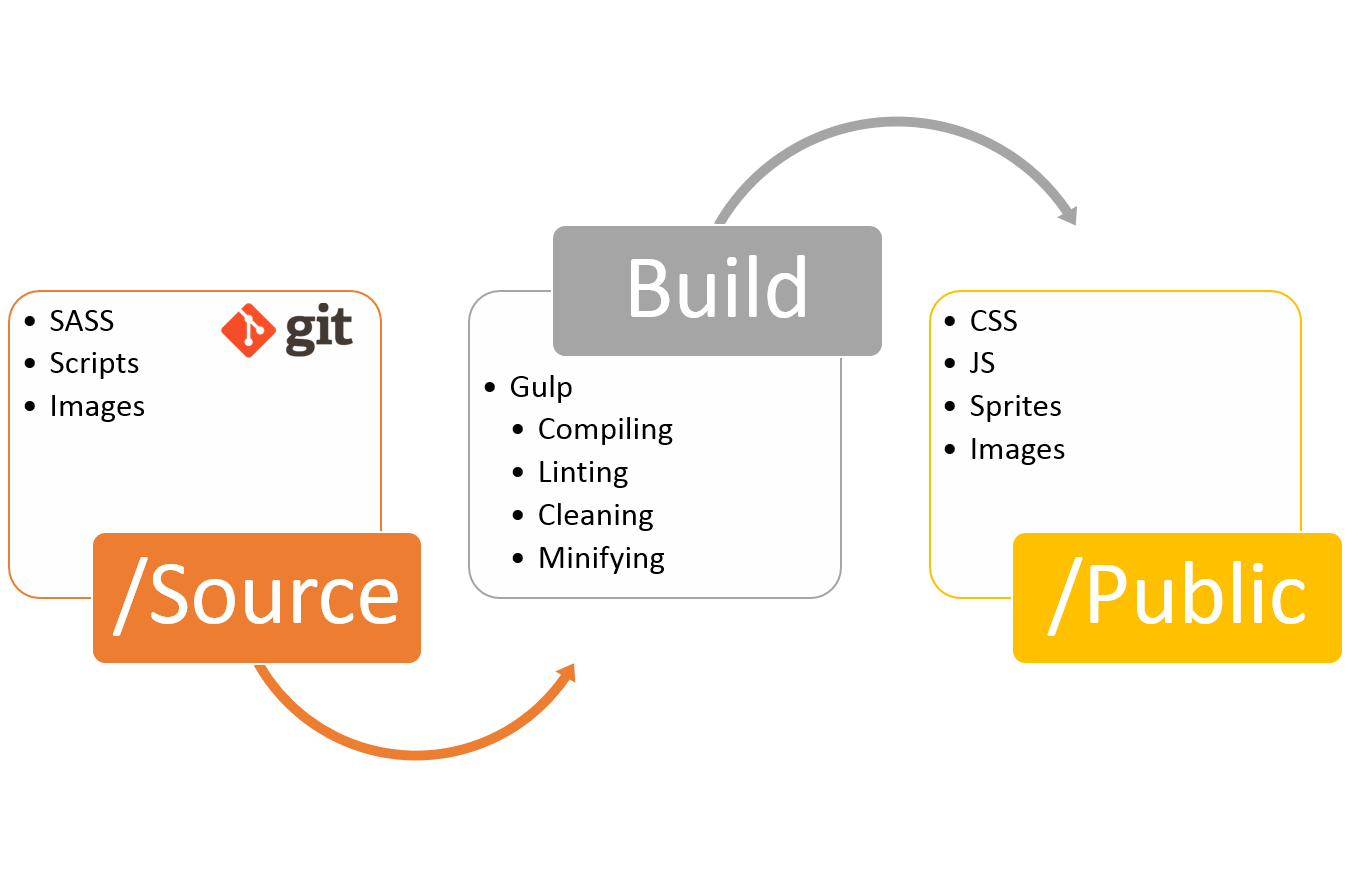 • SASS
• Scripts
• Images
git
/Source
Build
• Gulp
• Compiling
• Linting
• Cleaning
• Minifying
• CSS
• JS
• Sprites
• Images
/Public